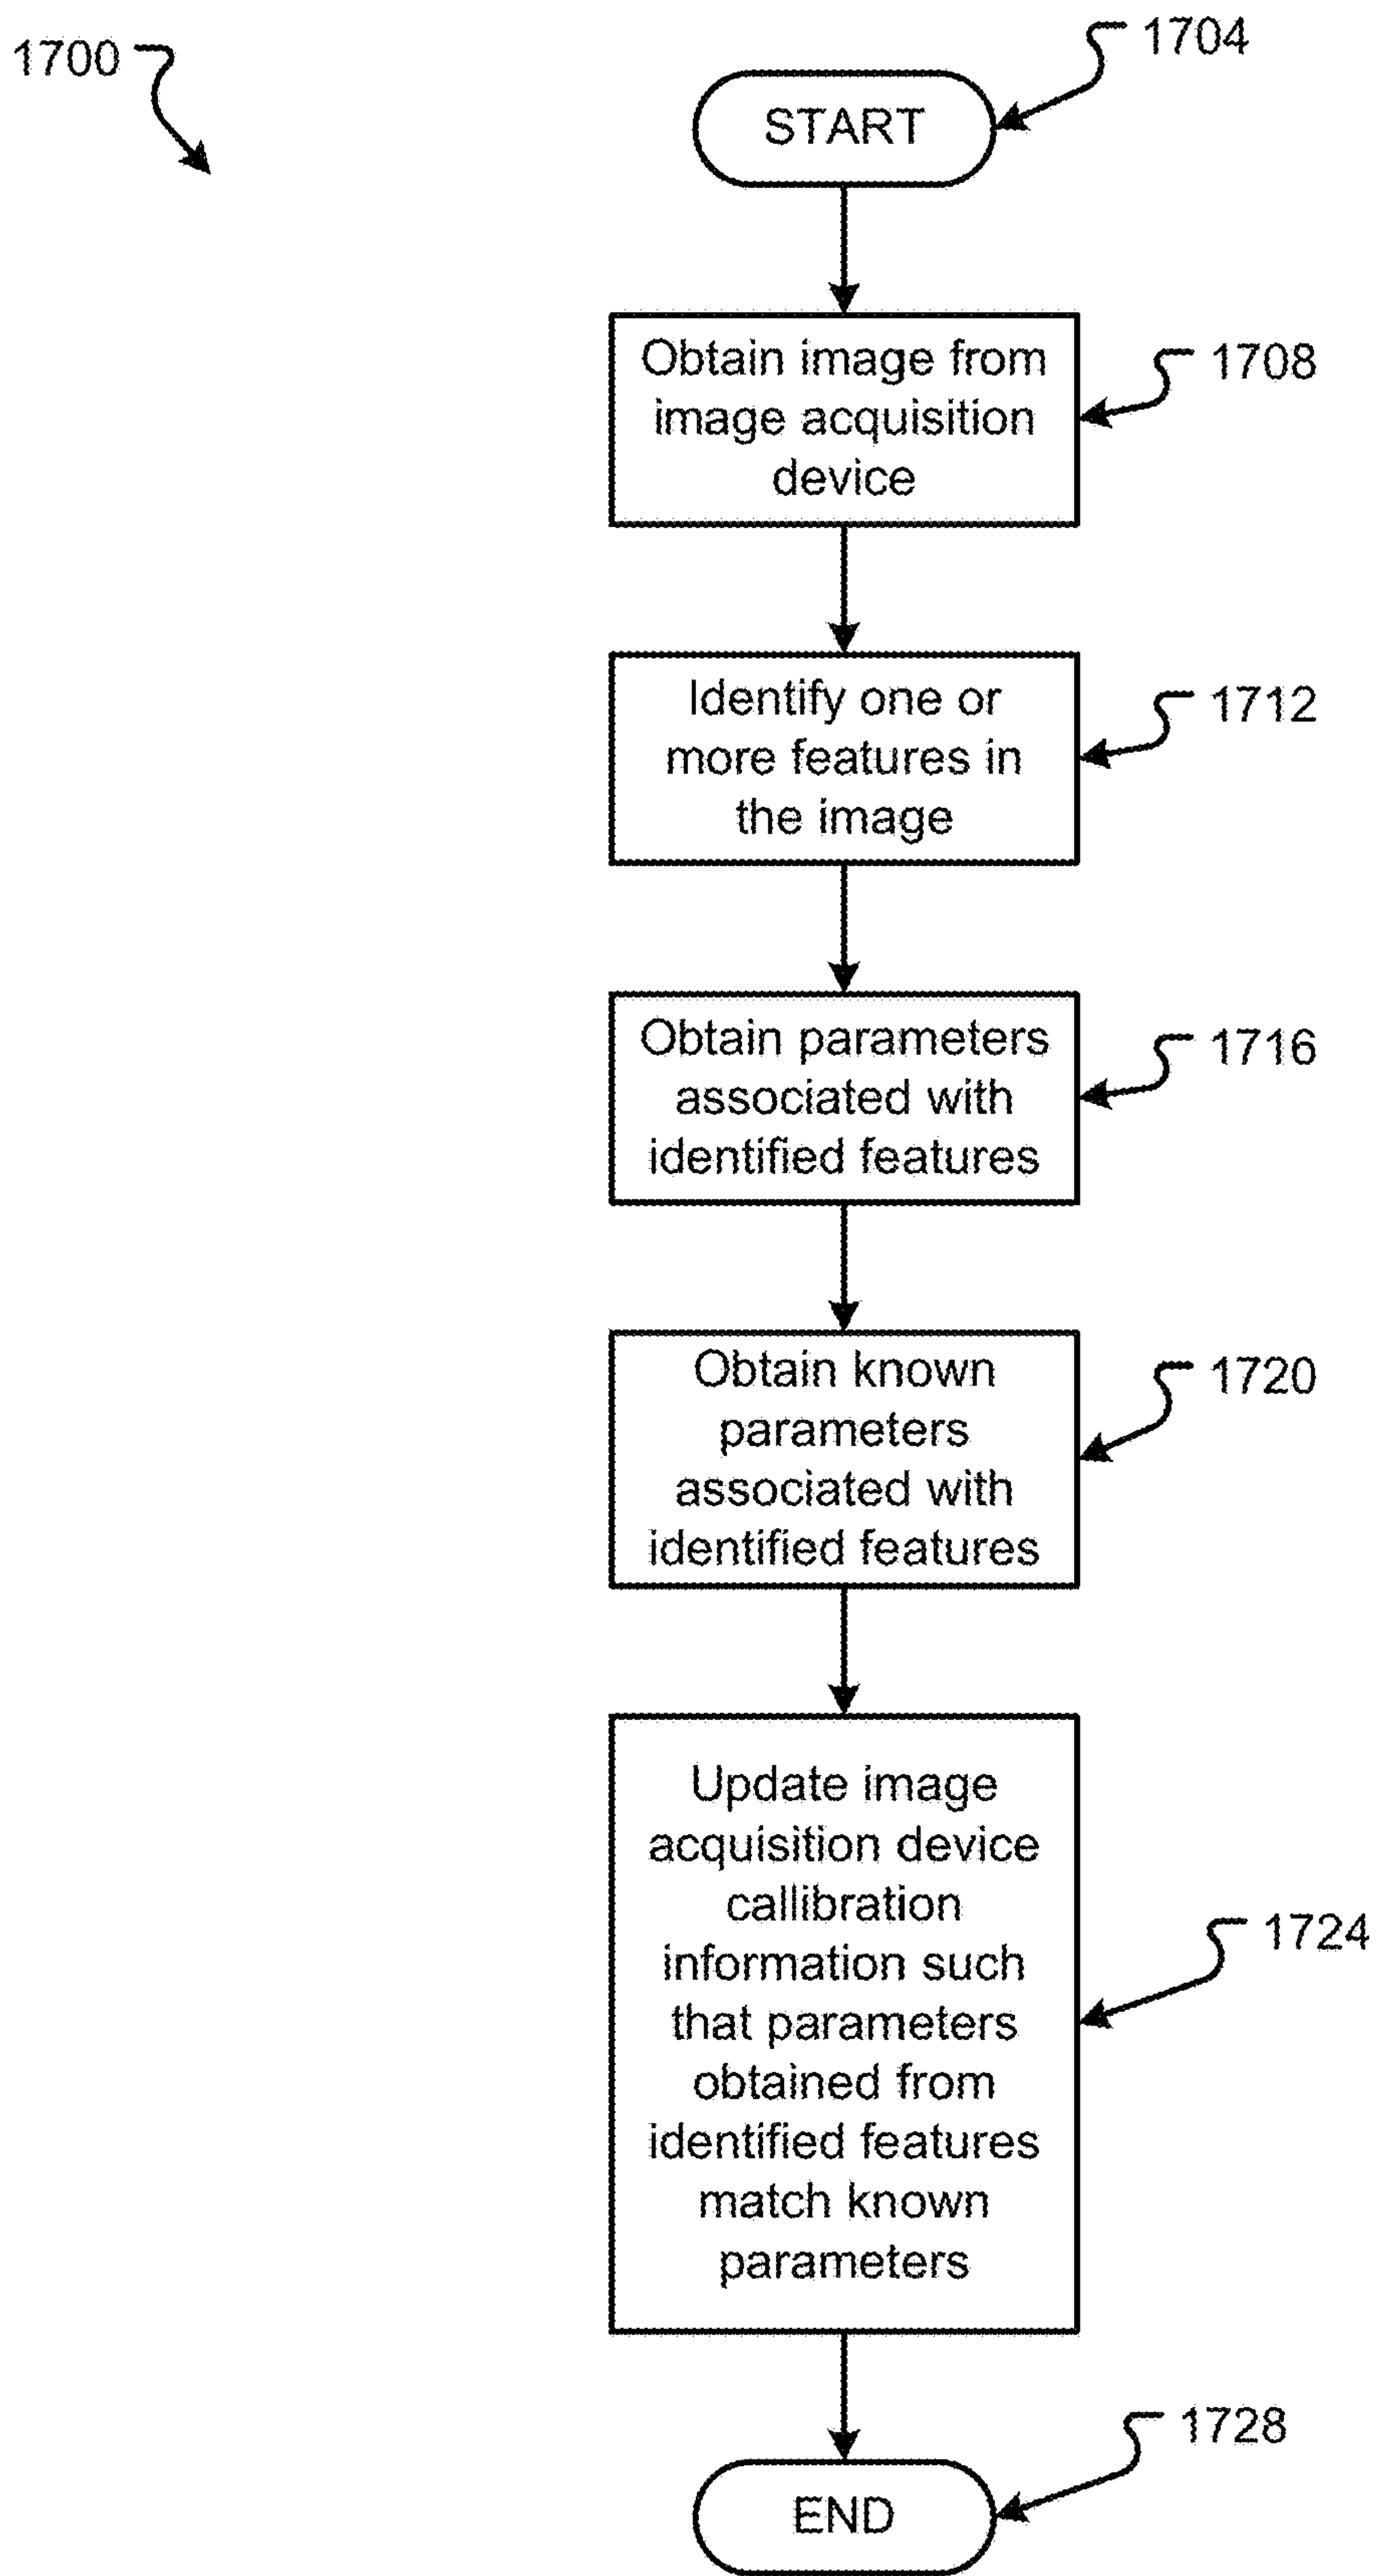 1700
1704
START
Obtain image from
image acquisition
device
1708
Identify one or
more features in
the image
1712
Obtain parameters
associated with
identified features
1716
Obtain known
parameters
associated with
identified features
1720
Update image
acquisition device
callibration
information such
that parameters
obtained from
identified features
match known
parameters
1724
1728
END